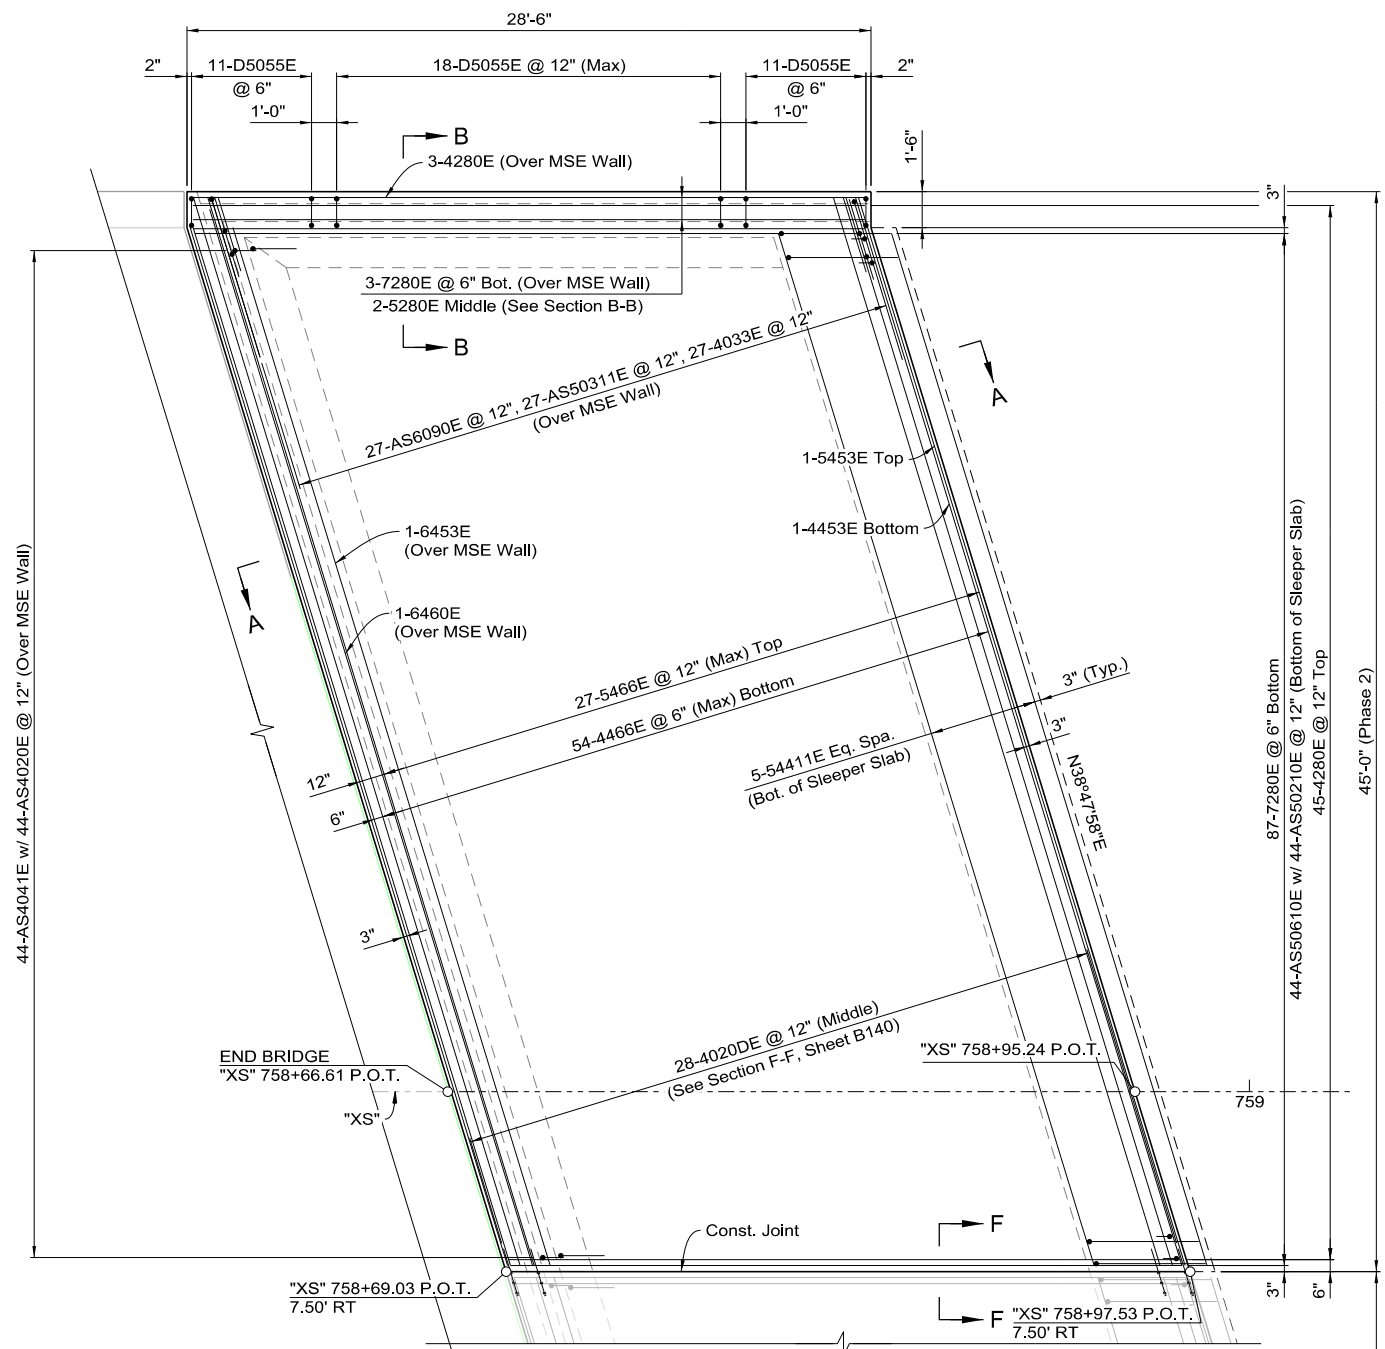 28'-6"
2"
11-D5055E
@ 6"
18-D5055E @ 12" (Max)
11-D5055E
@ 6"
2"
1'-0"
1'-0"
B
3-4280E (Over MSE Wall)
1'-6"
3"
3-7280E @ 6" Bot. (Over MSE Wall)
2-5280E Middle (See Section B-B)
B
27-AS6090E @ 12", 27-AS50311E @ 12", 27-4033E @ 12"
(Over MSE Wall)
A
1-5453E Top
1-4453E Bottom
1-6453E
(Over MSE Wall)
A
1-6460E
(Over MSE Wall)
44-AS4041E w/ 44-AS4020E @ 12" (Over MSE Wall)
27-5466E @ 12" (Max) Top
54-4466E @ 6" (Max) Bottom
3" (Typ.)
3"
5-54411E Eq. Spa.
(Bot. of Sleeper Slab)
N38°47'58"E
12"
6"
3"
87-7280E @ 6" Bottom
44-AS50610E w/ 44-AS50210E @ 12" (Bottom of Sleeper Slab)
45-4280E @ 12" Top
45'-0" (Phase 2)
28-4020DE @ 12" (Middle)
(See Section F-F, Sheet B140)
END BRIDGE
"XS" 758+66.61 P.O.T.
"XS" 758+95.24 P.O.T.
"XS"
759
F
Const. Joint
"XS" 758+69.03 P.O.T.
7.50' RT
F
"XS" 758+97.53 P.O.T.
7.50' RT
3"
6"